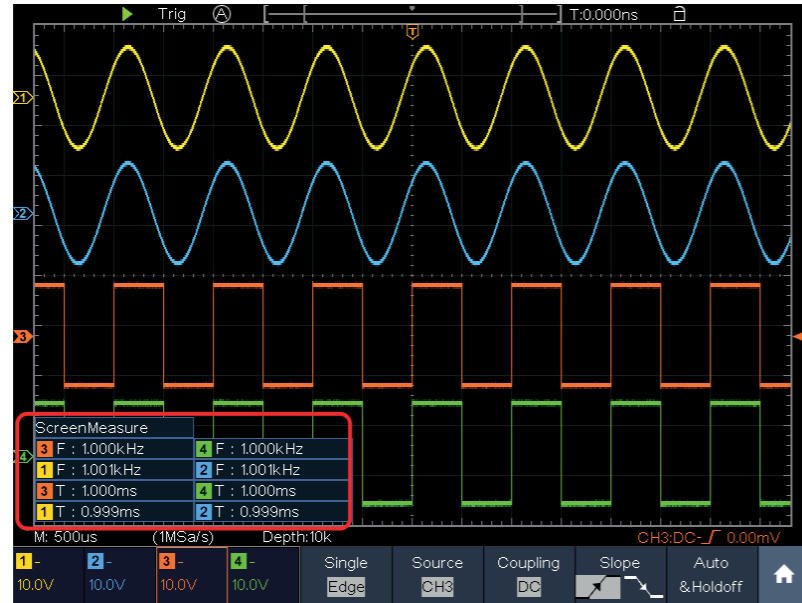 Trig A T:0.000ns
T
1
2
3
4
ScreenMeasure
3 F : 1.000kHz 4 F : 1.000kHz
1 F : 1.001kHz 2 F : 1.001kHz
3 T : 1.000ms 4 T : 1.000ms
1 T : 0.999ms 2 T : 0.999ms
M: 500us (1MSa/s) Depth:10k CH3:DC- 0.00mV
1 - 2 - 3 - 4 - Single Source Coupling Slope Auto
10.0V 10.0V 10.0V 10.0V Edge CH3 DC &Holdoff